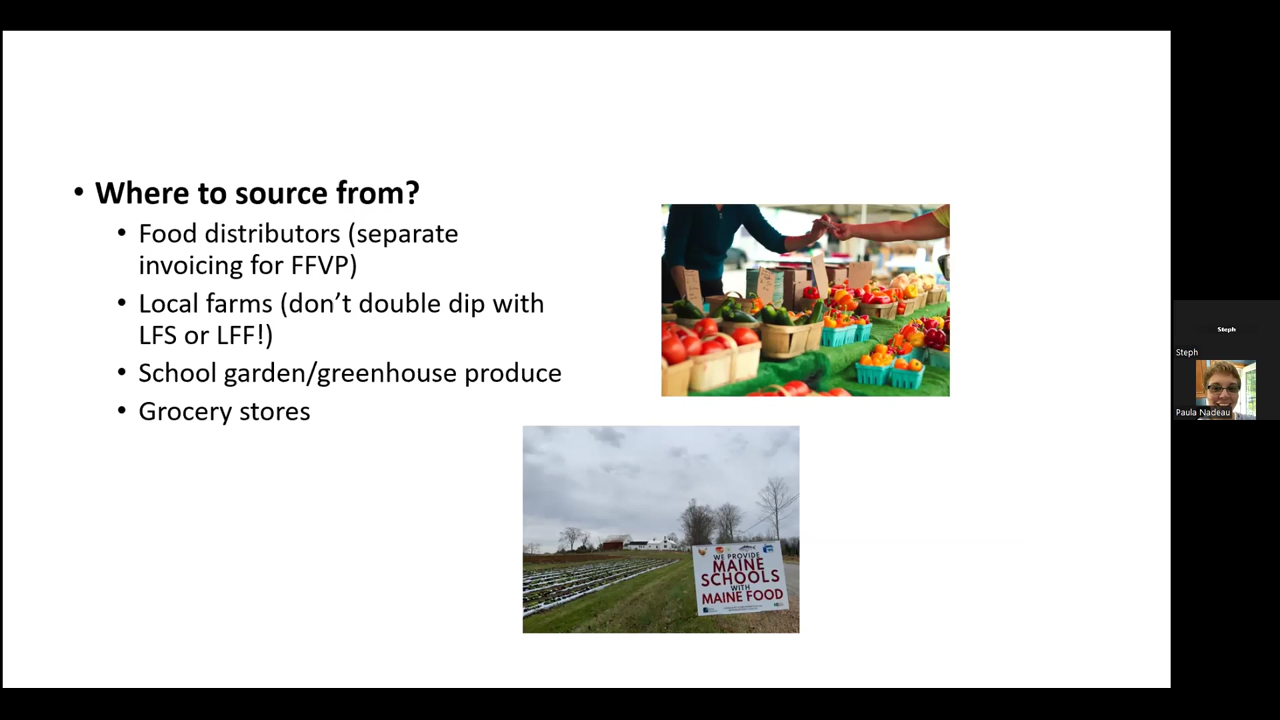 • Where to source from?
• Food distributors (separate
invoicing for FFVP)
• Local farms (don’t double dip with
LFS or LFF!)
• School garden/greenhouse produce
• Grocery stores
WE PROVIDE
MAINE
SCHOOLS
WITH
MAINE FOOD
Steph
Steph
Paula Nadeau